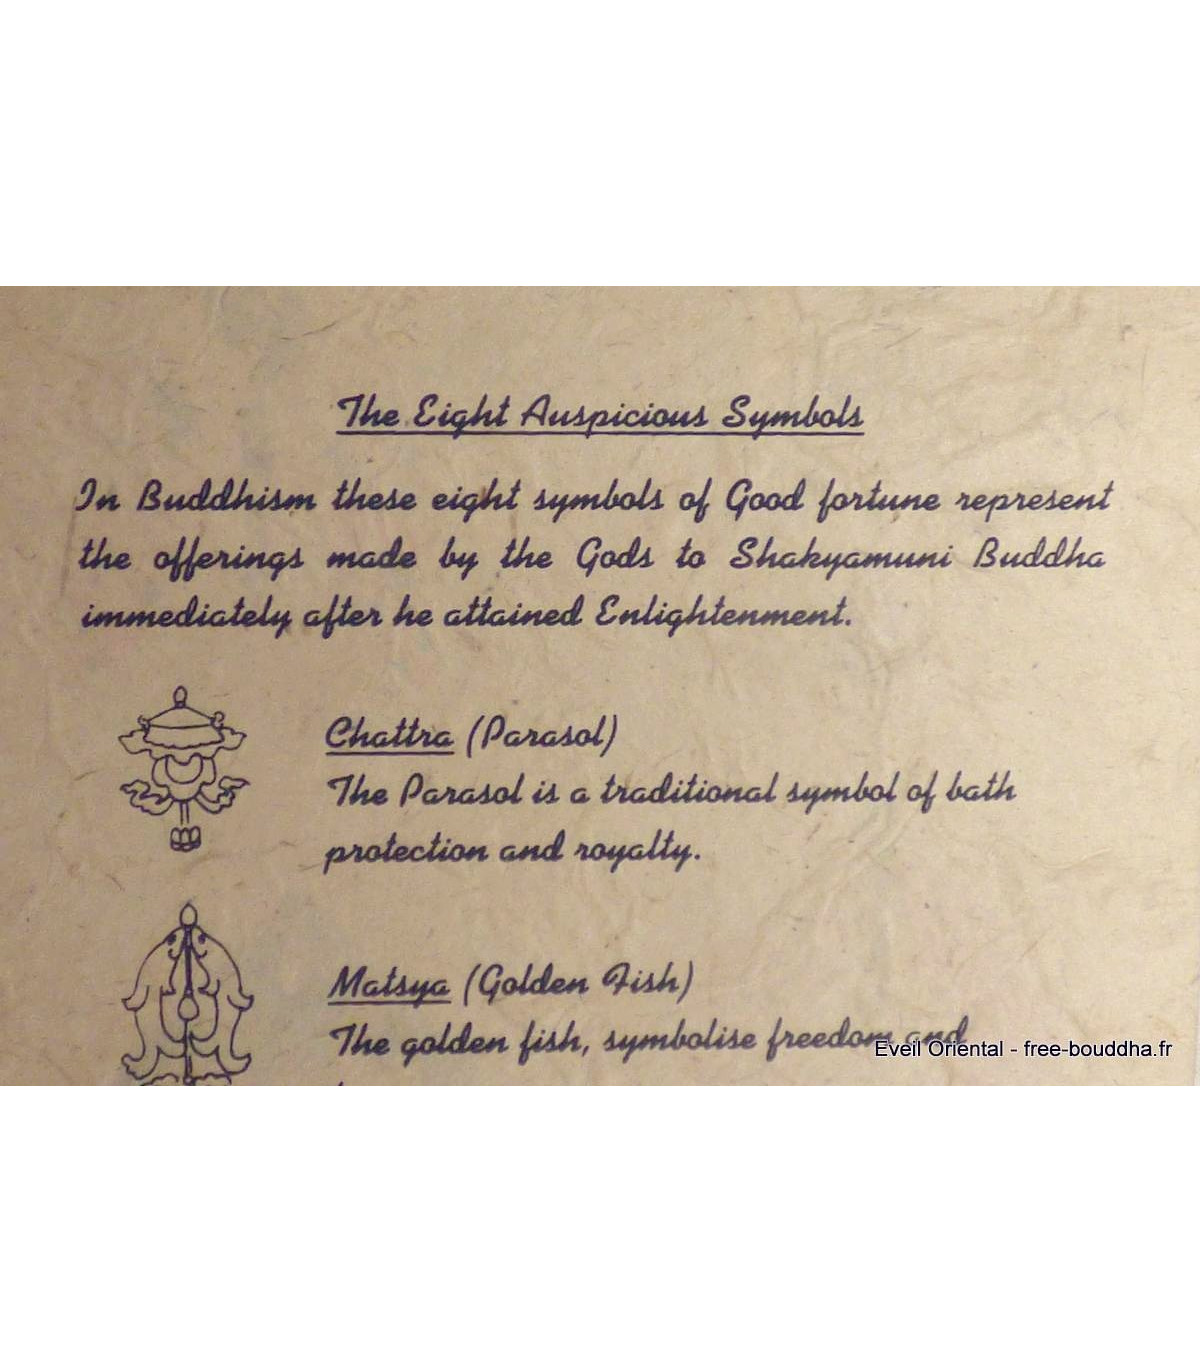 The Eight Auspicious Symbols
In Buddhism these eight symbols of Good fortune represent
the offerings made by the Gods to Shakyamuni Buddha
immediately after he attained Enlightenment.
Chattra (Parasol)
The Parasol is a traditional symbol of bath
protection and royalty.
Matsya (Golden Fish)
The golden fish, symbolise freedom and
Eveil Oriental - free-bouddha.fr